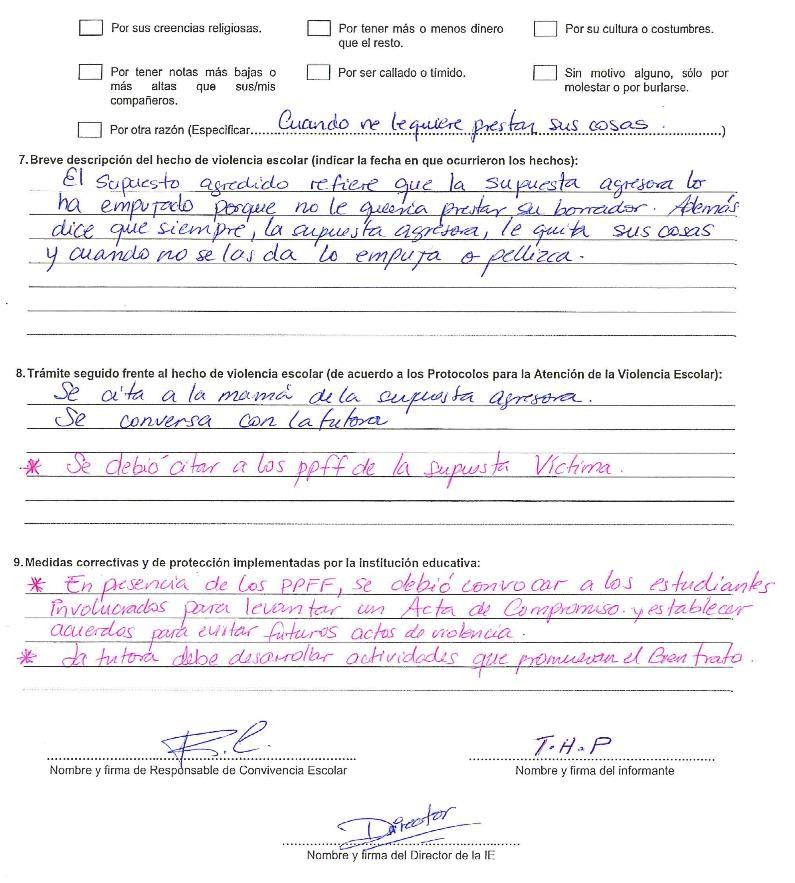 Por sus creencias religiosas.
Por tener más o menos dinero que el resto.
Por su cultura o costumbres.
Por tener notas más bajas o más altas que sus/mis compañeros.
Por ser callado o tímido.
Sin motivo alguno, sólo por molestar o por burlarse.
Por otra razón (Especificar.....Cuando no le quiere prestar sus cosas.............)
7. Breve descripción del hecho de violencia escolar (indicar la fecha en que ocurrieron los hechos):
El supuesto agredido refiere que la supuesta agresora lo
ha empujado porque no le quería prestar su borrador. Además
dice que siempre, la supuesta agresora, le quita sus cosas
y cuando no se las da lo empuja o pellizca.
8. Trámite seguido frente al hecho de violencia escolar (de acuerdo a los Protocolos para la Atención de la Violencia Escolar):
Se cita a la mamá de la supuesta agresora.
Se conversa con la tutora
* Se debió citar a los ppff de la supuesta Víctima.
9. Medidas correctivas y de protección implementadas por la institución educativa:
* En presencia de los PPFF, se debió convocar a los estudiantes
involucrados para levantar un Acta de Compromiso y establecer
acuerdos para evitar futuros actos de violencia.
* La tutora debe desarrollar actividades que promuevan el Buen trato.
R.C.
Nombre y firma de Responsable de Convivencia Escolar
T.H.P
Nombre y firma del informante
Director
Nombre y firma del Director de la IE